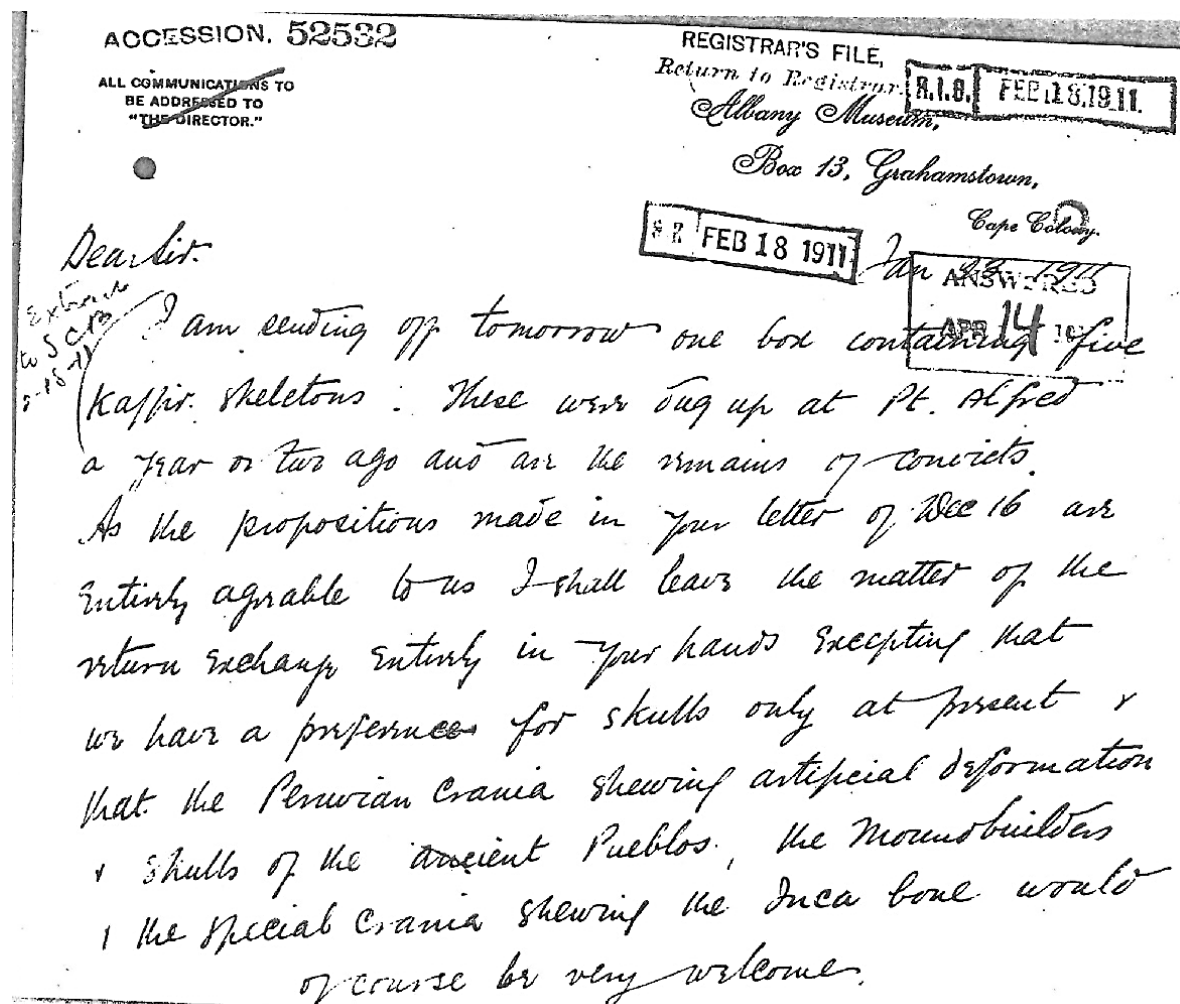 ACCESSION. 52532
ALL COMMUNICATIONS TO
BE ADDRESSED TO
"THE DIRECTOR."
REGISTRAR'S FILE,
Return to Registrar.
R.I.B. FEB 18.1911.
Albany Museum,
Box 13, Grahamstown,
Cape Colony.
FEB 18 1911
Jan 1911
ANSWERED
APR 14
Dear Sir.
Extract
to S C B
I am sending off tomorrow one box containing five
Kaffir. Skeletons. These were dug up at Pt. Alfred
a year or two ago and are the remains of convicts.
As the propositions made in your letter of Dec 16 are
Entirely agreable to us I shall leave the matter of the
return Exchange Entirely in your hands Excepting that
we have a preference for skulls only at present &
that the Peruvian Crania shewing artificial deformation
& Skulls of the ancient Pueblos, the Moundbuilders
& the special Crania shewing the Inca bone would
of course be very welcome.